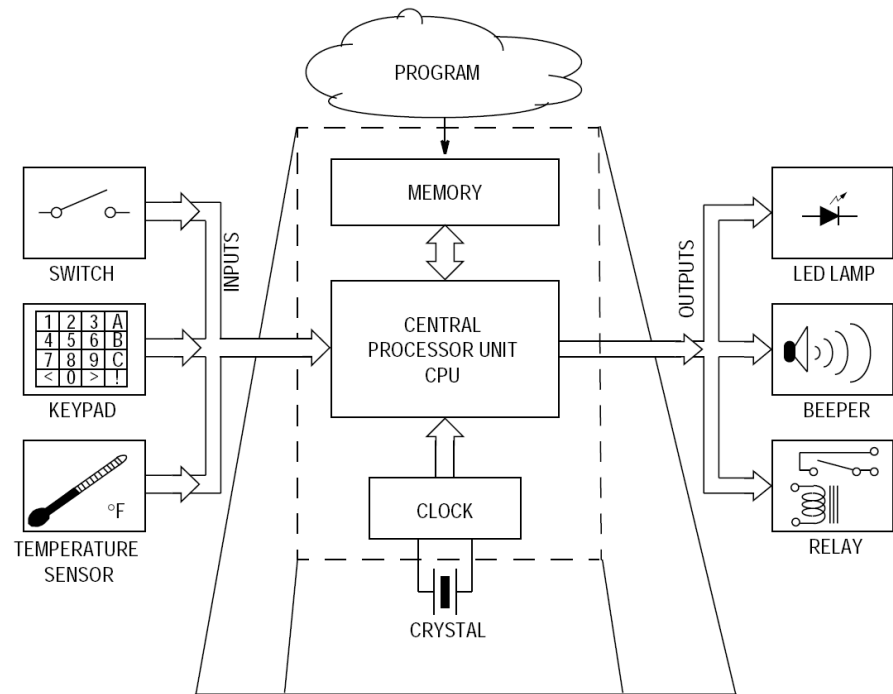 PROGRAM
MEMORY
SWITCH
INPUTS
OUTPUTS
LED LAMP
1 2 3 A
4 5 6 B
7 8 9 C
< 0 > !
KEYPAD
CENTRAL
PROCESSOR UNIT
CPU
BEEPER
°F
TEMPERATURE
SENSOR
CLOCK
RELAY
CRYSTAL